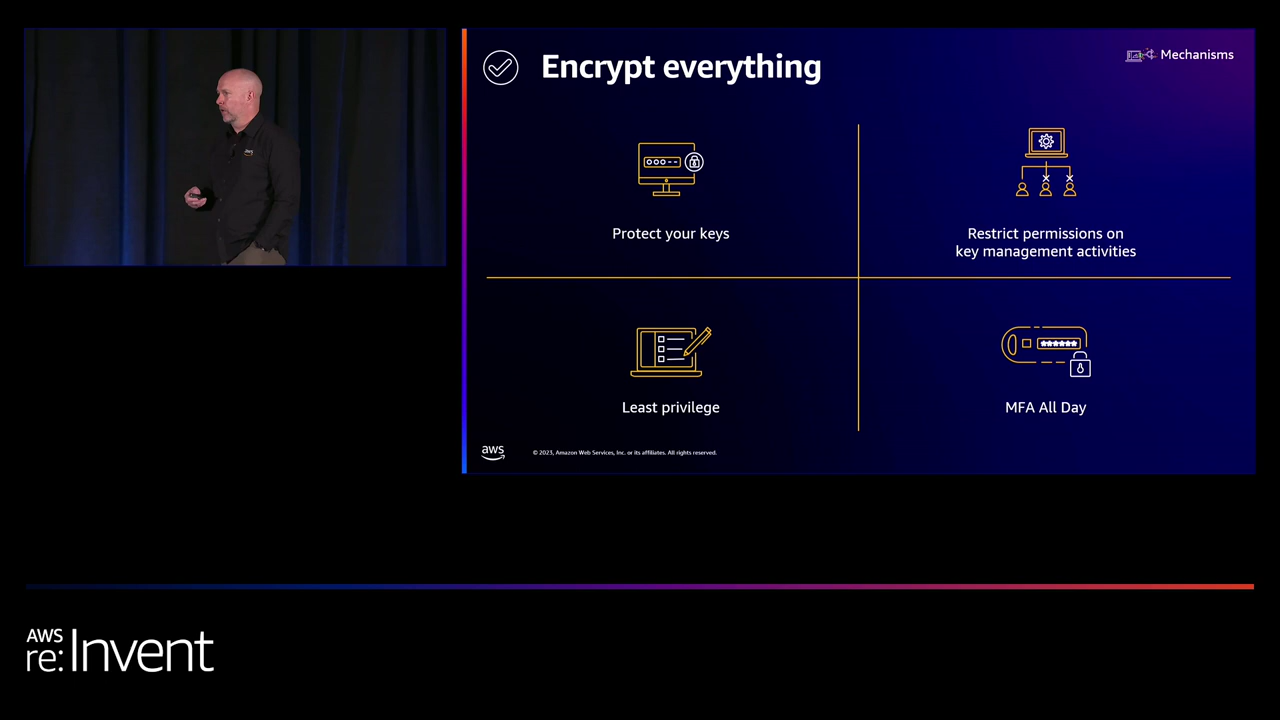 Encrypt everything
Mechanisms
Protect your keys
Restrict permissions on
key management activities
Least privilege
MFA All Day
aws
© 2023, Amazon Web Services, Inc. or its affiliates. All rights reserved.
aws
AWS
re:Invent